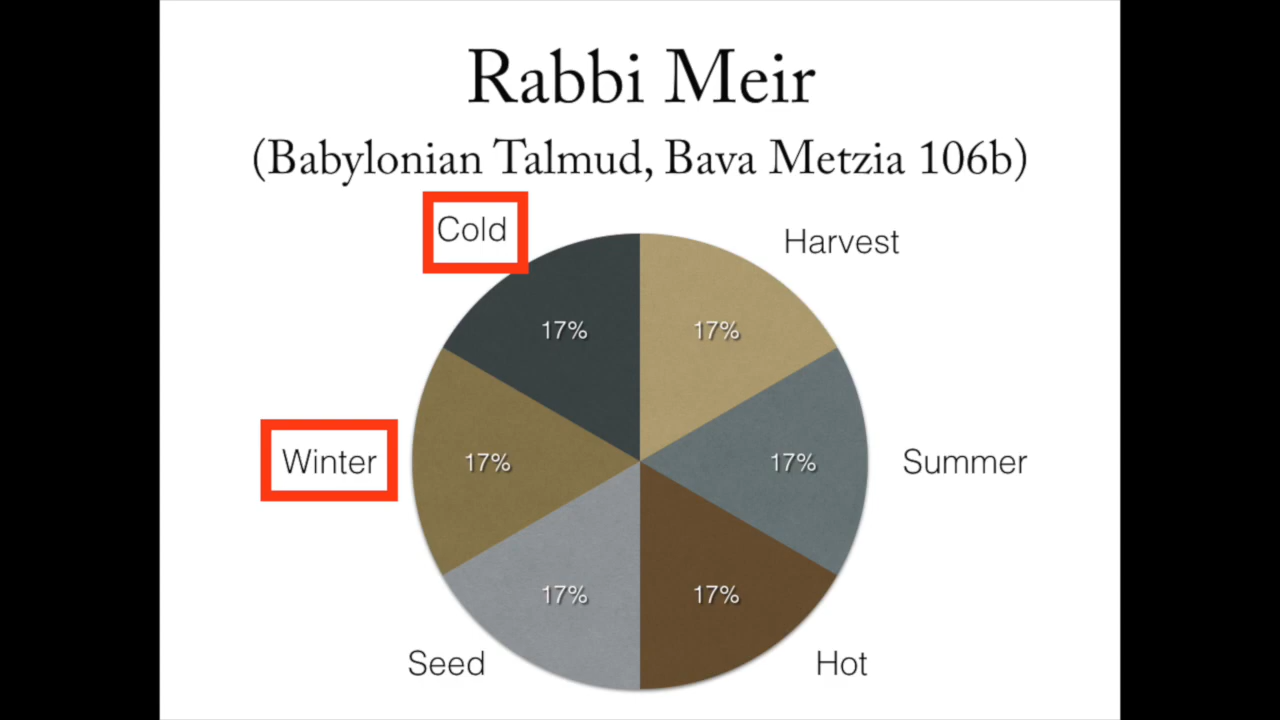 Rabbi Meir
(Babylonian Talmud, Bava Metzia 106b)
Cold
Harvest
17%
17%
Winter
17%
17%
Summer
17%
17%
Seed
Hot